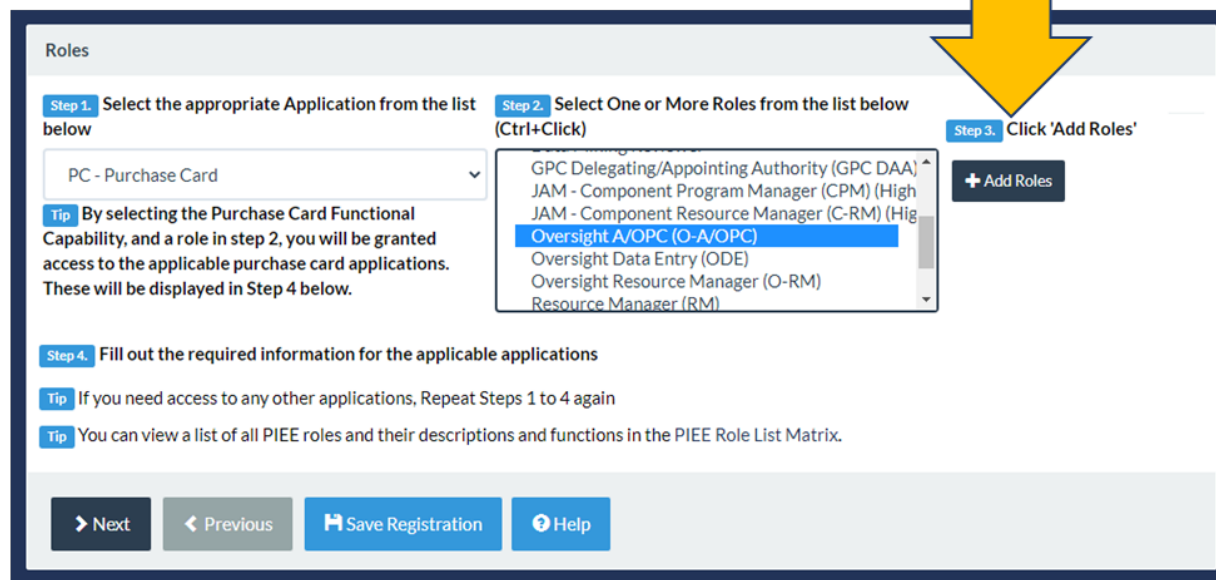 Roles
Step 1. Select the appropriate Application from the list
below
PC - Purchase Card
Tip By selecting the Purchase Card Functional
Capability, and a role in step 2, you will be granted
access to the applicable purchase card applications.
These will be displayed in Step 4 below.
Step 2. Select One or More Roles from the list below
(Ctrl+Click)
Data Mining Reviewer
GPC Delegating/Appointing Authority (GPC DAA)
JAM - Component Program Manager (CPM) (High
JAM - Component Resource Manager (C-RM) (Hig
Oversight A/OPC (O-A/OPC)
Oversight Data Entry (ODE)
Oversight Resource Manager (O-RM)
Resource Manager (RM)
Step 3. Click 'Add Roles'
+ Add Roles
Step 4. Fill out the required information for the applicable applications
Tip If you need access to any other applications, Repeat Steps 1 to 4 again
Tip You can view a list of all PIEE roles and their descriptions and functions in the PIEE Role List Matrix.
Next
Previous
Save Registration
Help